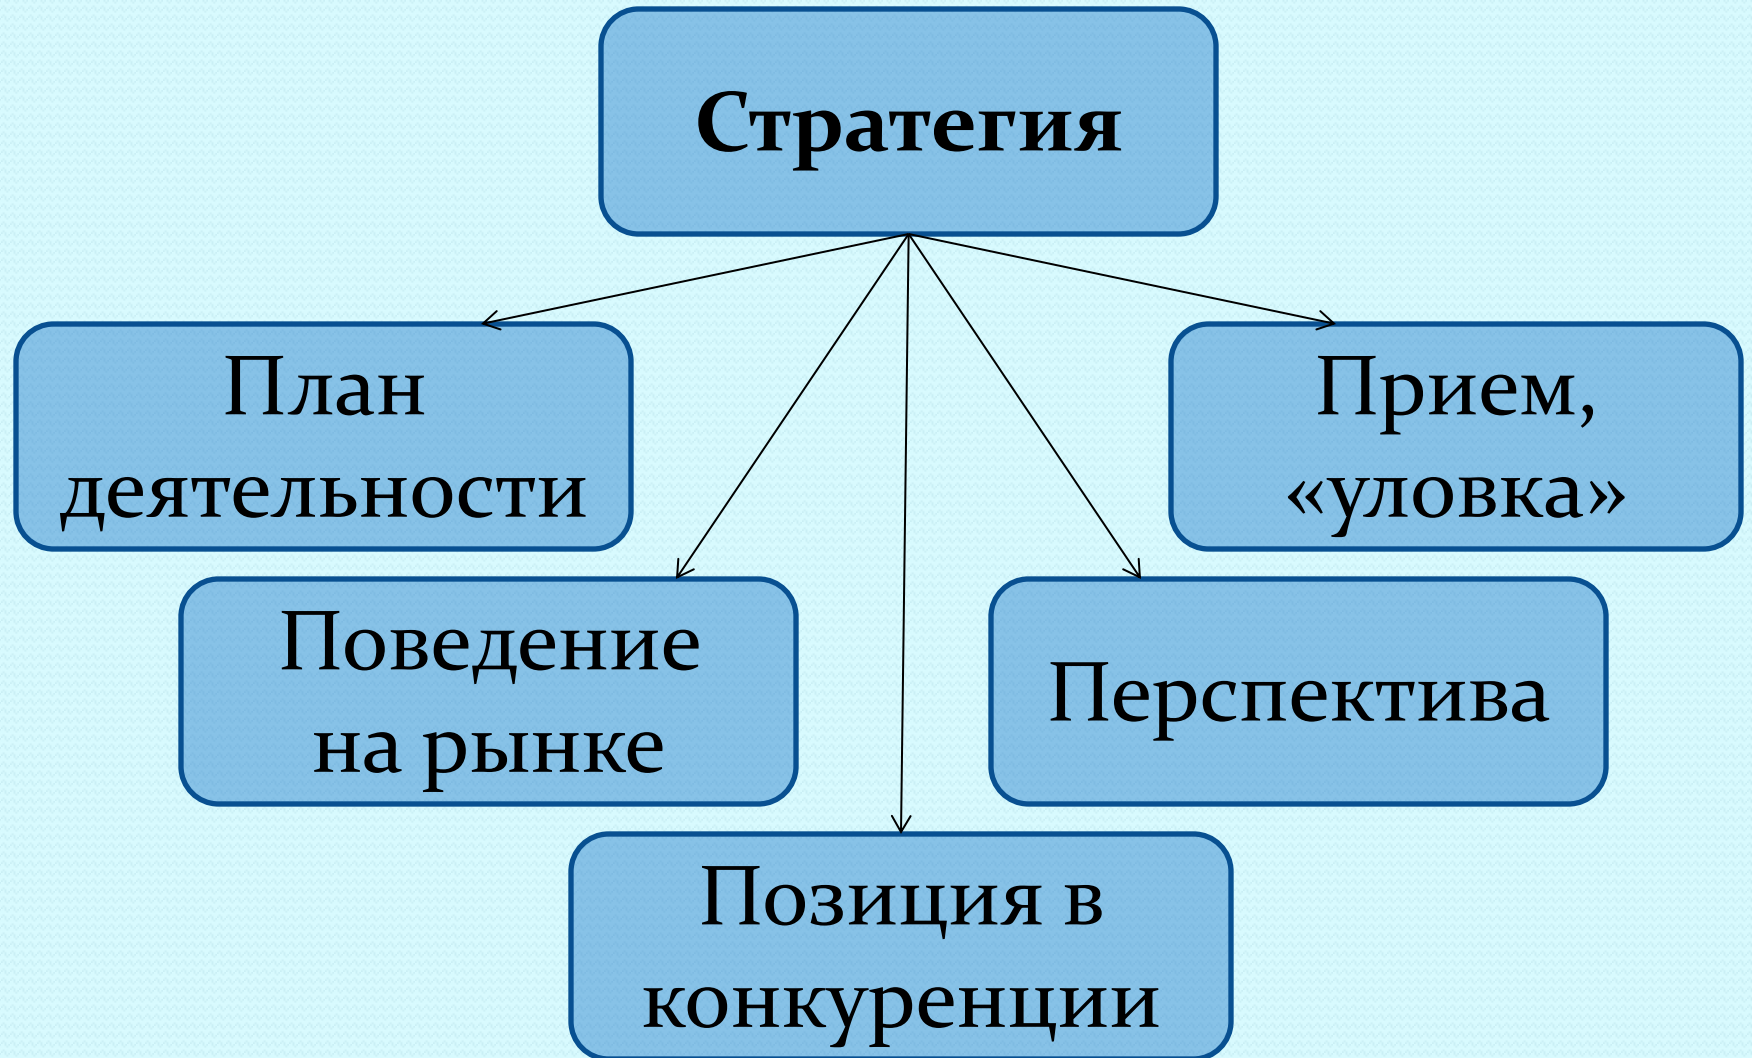 Стратегия
План
деятельности
Прием,
«уловка»
Поведение
на рынке
Перспектива
Позиция в
конкуренции